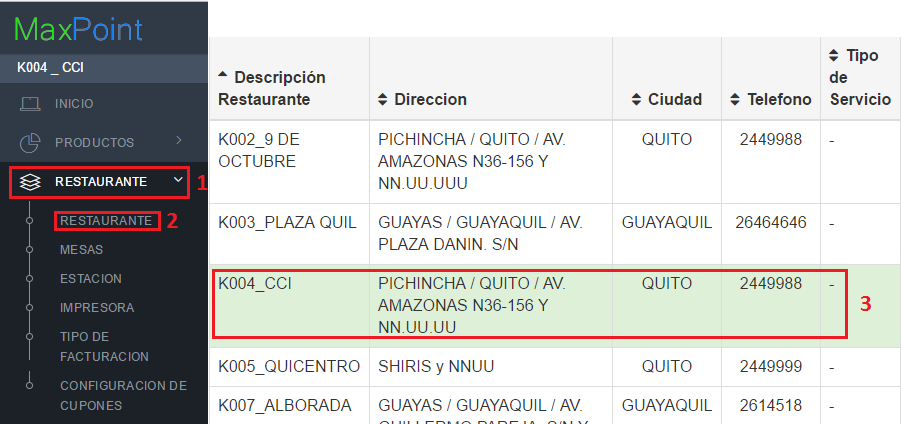 MaxPoint
K004 _ CCI
INICIO
PRODUCTOS
RESTAURANTE
1
RESTAURANTE
2
MESAS
ESTACION
IMPRESORA
TIPO DE
FACTURACION
CONFIGURACION DE
CUPONES
Descripción
Restaurante
Direccion
Ciudad
Telefono
Tipo
de
Servicio
K002_9 DE
OCTUBRE
PICHINCHA / QUITO / AV.
AMAZONAS N36-156 Y
NN.UU.UUU
QUITO
2449988
-
K003_PLAZA QUIL
GUAYAS / GUAYAQUIL / AV.
PLAZA DANIN. S/N
GUAYAQUIL
26464646
-
K004_CCI
PICHINCHA / QUITO / AV.
AMAZONAS N36-156 Y
NN.UU.UU
QUITO
2449988
-
3
K005_QUICENTRO
SHIRIS y NNUU
QUITO
2449999
-
K007_ALBORADA
GUAYAS / GUAYAQUIL / AV.
GUILLERMO PAREJA. S/N Y
GUAYAQUIL
2614518
-